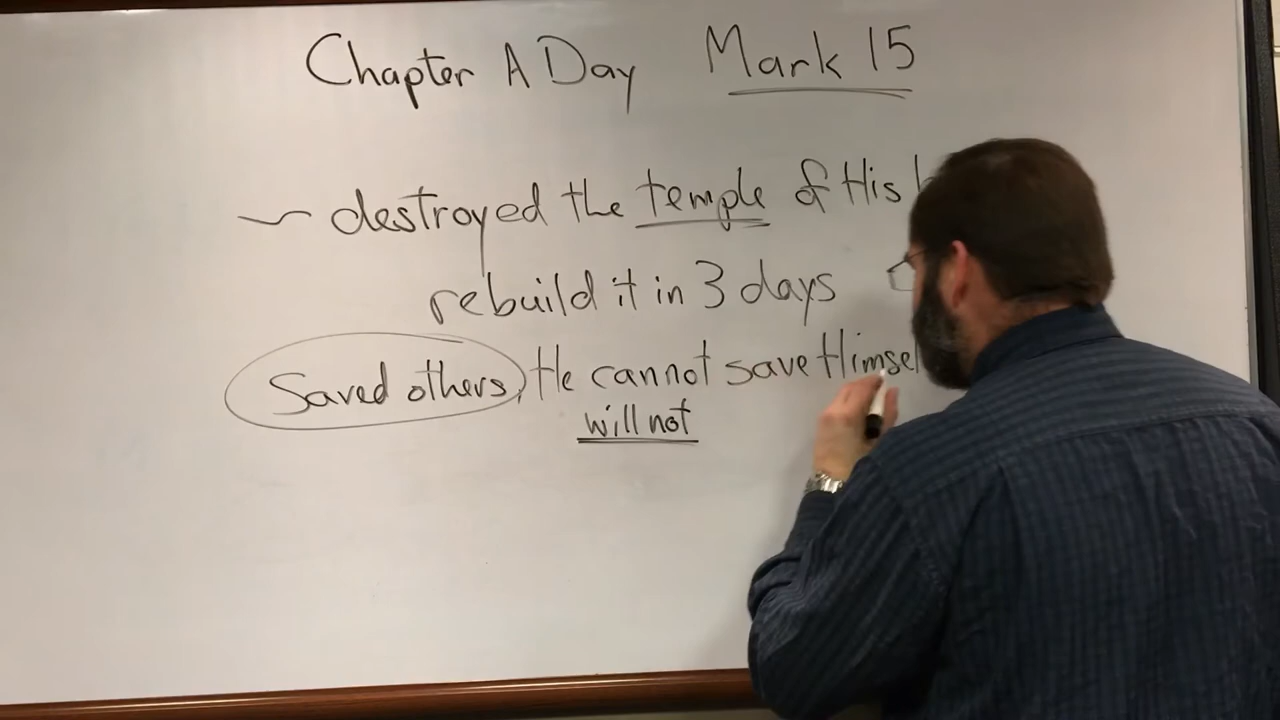 Chapter A Day Mark 15
~ destroyed the temple of His
rebuild it in 3 days
Saved others, He cannot save Himsel
will not